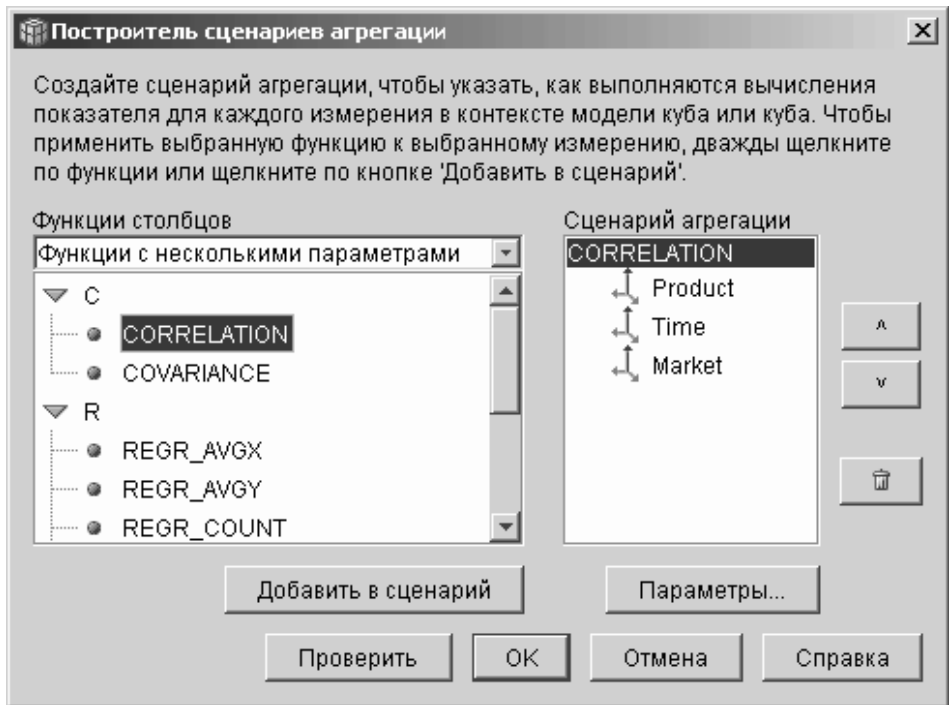 Построитель сценариев агрегации
Создайте сценарий агрегации, чтобы указать, как выполняются вычисления
показателя для каждого измерения в контексте модели куба или куба. Чтобы
применить выбранную функцию к выбранному измерению, дважды щелкните
по функции или щелкните по кнопке 'Добавить в сценарий'.
Функции столбцов
Функции с несколькими параметрами
C
CORRELATION
COVARIANCE
R
REGR_AVGX
REGR_AVGY
REGR_COUNT
Сценарий агрегации
CORRELATION
Product
Time
Market
Добавить в сценарий
Параметры...
Проверить
OK
Отмена
Справка